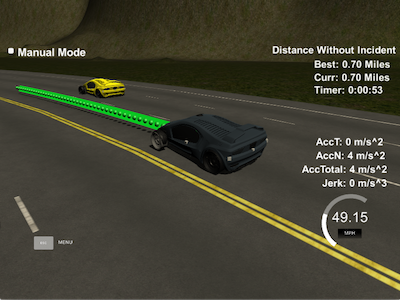 Manual Mode
Distance Without Incident
Best: 0.70 Miles
Curr: 0.70 Miles
Timer: 0:00:53
AccT: 0 m/s^2
AccN: 4 m/s^2
AccTotal: 4 m/s^2
Jerk: 0 m/s^3
49.15
MPH
MENU